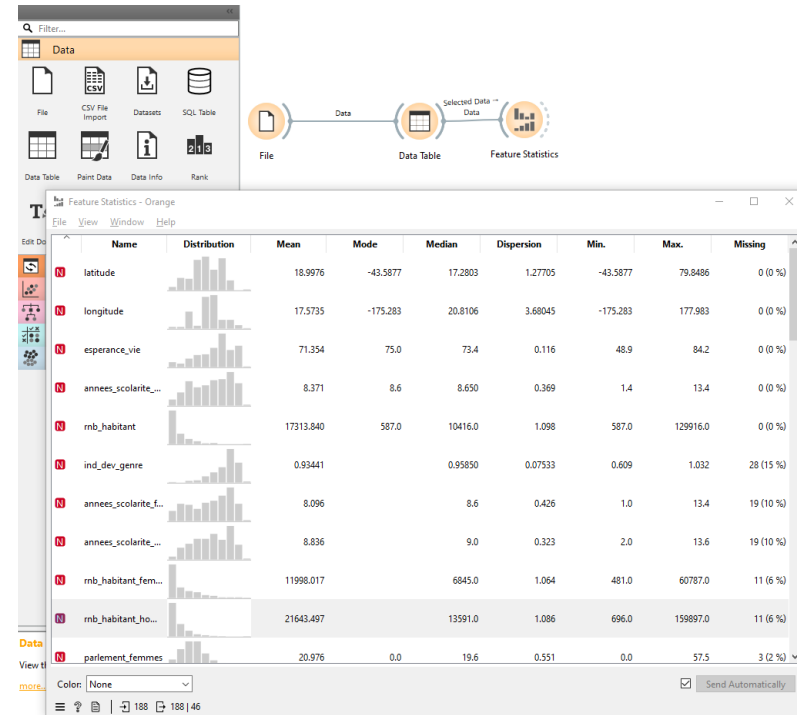 Filter...
Data
File
CSV File Import
Datasets
SQL Table
Data Table
Paint Data
Data Info
Rank
Data
Selected Data →
Data
File
Data Table
Feature Statistics
Feature Statistics - Orange
File View Window Help
Edit Do
Name Distribution Mean Mode Median Dispersion Min. Max. Missing
N latitude 18.9976 -43.5877 17.2803 1.27705 -43.5877 79.8486 0 (0 %)
N longitude 17.5735 -175.283 20.8106 3.68045 -175.283 177.983 0 (0 %)
N esperance_vie 71.354 75.0 73.4 0.116 48.9 84.2 0 (0 %)
N annees_scolarite_... 8.371 8.6 8.650 0.369 1.4 13.4 0 (0 %)
N rnb_habitant 17313.840 587.0 10416.0 1.098 587.0 129916.0 0 (0 %)
N ind_dev_genre 0.93441 0.95850 0.07533 0.609 1.032 28 (15 %)
N annees_scolarite_f... 8.096 8.6 0.426 1.0 13.4 19 (10 %)
N annees_scolarite_... 8.836 9.0 0.323 2.0 13.6 19 (10 %)
N rnb_habitant_fem... 11998.017 6845.0 1.064 481.0 60787.0 11 (6 %)
N rnb_habitant_ho... 21643.497 13591.0 1.086 696.0 159897.0 11 (6 %)
N parlement_femmes 20.976 0.0 19.6 0.551 0.0 57.5 3 (2 %)
Data
View th
more...
Color: None
Send Automatically
188 188 | 46